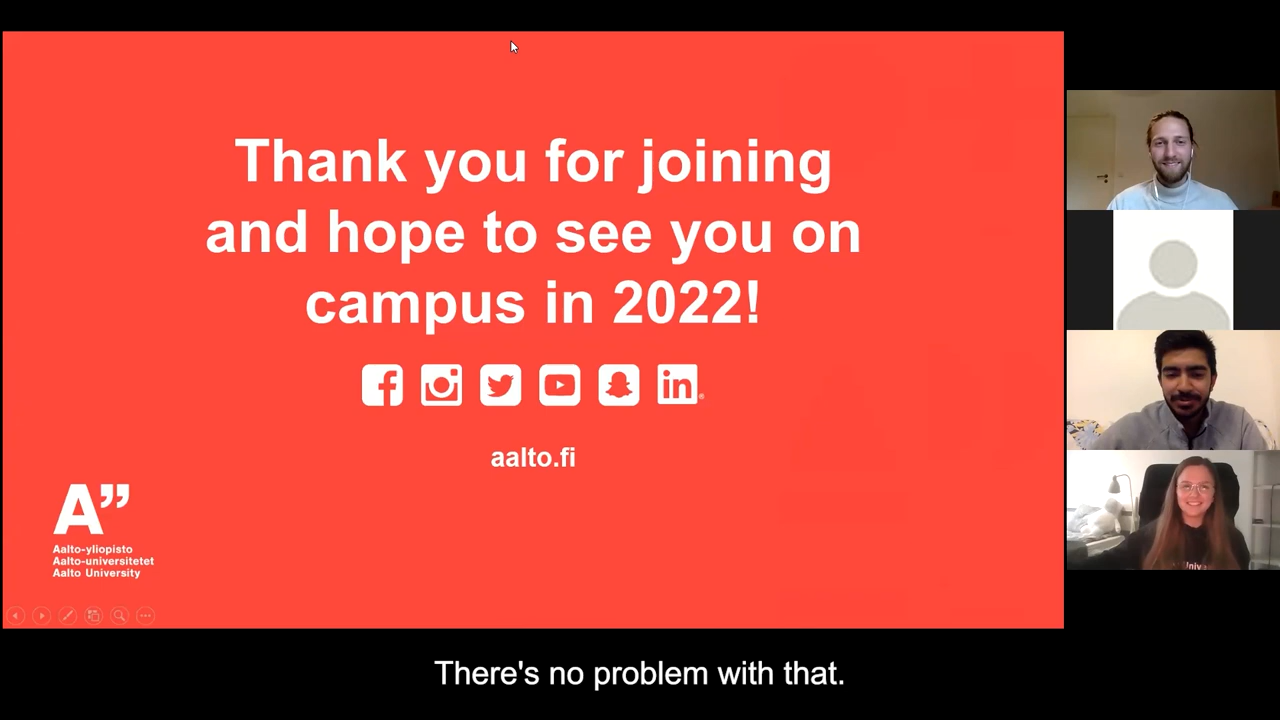 Thank you for joining
and hope to see you on
campus in 2022!
aalto.fi
A”
Aalto-yliopisto
Aalto-universitetet
Aalto University
There's no problem with that.